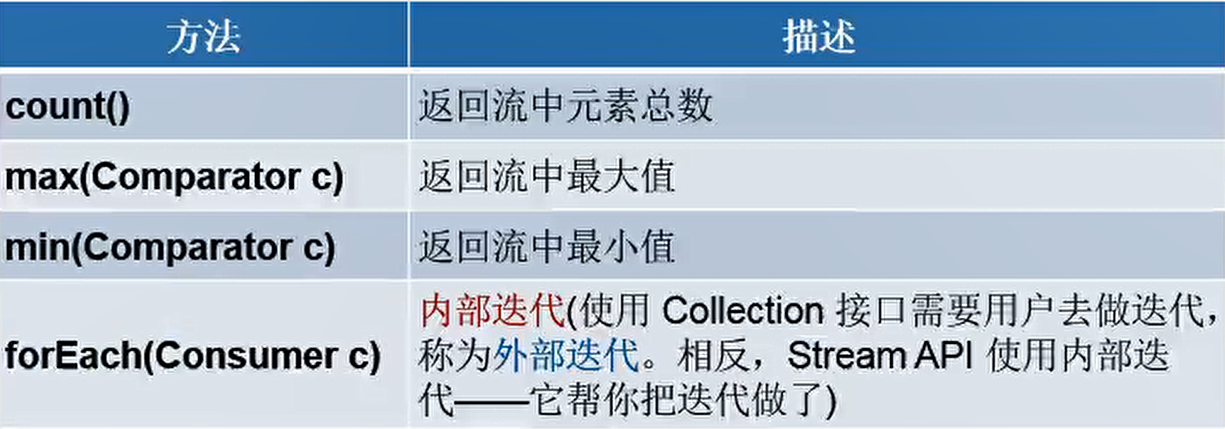 方法 描述
count() 返回流中元素总数
max(Comparator c) 返回流中最大值
min(Comparator c) 返回流中最小值
forEach(Consumer c) 内部迭代(使用 Collection 接口需要用户去做迭代，
称为外部迭代。相反，Stream API 使用内部迭
代——它帮你把迭代做了)